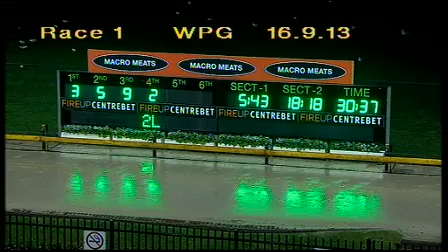 Race 1 WPG 16.9.13
MACRO MEATS MACRO MEATS MACRO MEATS
1ST 2ND 3RD 4TH 5TH 6TH SECT-1 SECT-2 TIME
3 5 9 2 5:43 18:18 30:37
FIREUP CENTREBET FIREUP CENTREBET FIREUP CENTREBET FIREUP CENTREBET
2L